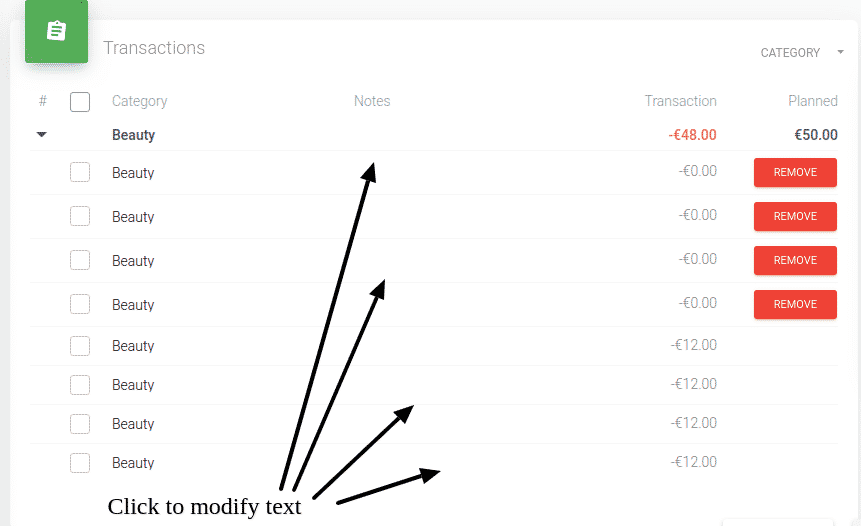 Transactions
CATEGORY
# Category Notes Transaction Planned
Beauty -€48.00 €50.00
Beauty -€0.00 REMOVE
Beauty -€0.00 REMOVE
Beauty -€0.00 REMOVE
Beauty -€0.00 REMOVE
Beauty -€12.00
Beauty -€12.00
Beauty -€12.00
Beauty -€12.00
Click to modify text